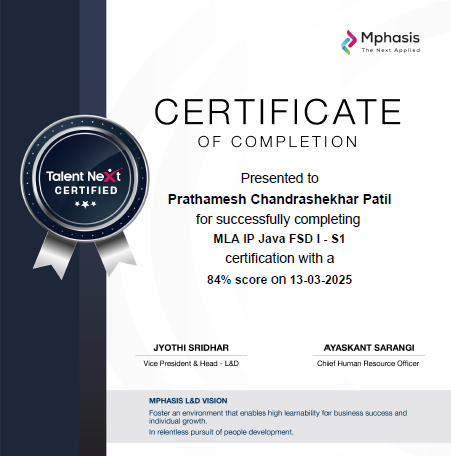 Mphasis
The Next Applied
CERTIFICATE
OF COMPLETION
Talent Next
CERTIFIED
Presented to
Prathamesh Chandrashekhar Patil
for successfully completing
MLA IP Java FSD I - S1
certification with a
84% score on 13-03-2025
JYOTHI SRIDHAR
Vice President & Head - L&D
AYASKANT SARANGI
Chief Human Resource Officer
MPHASIS L&D VISION
Foster an environment that enables high learnability for business success and
individual growth.
In relentless pursuit of people development.